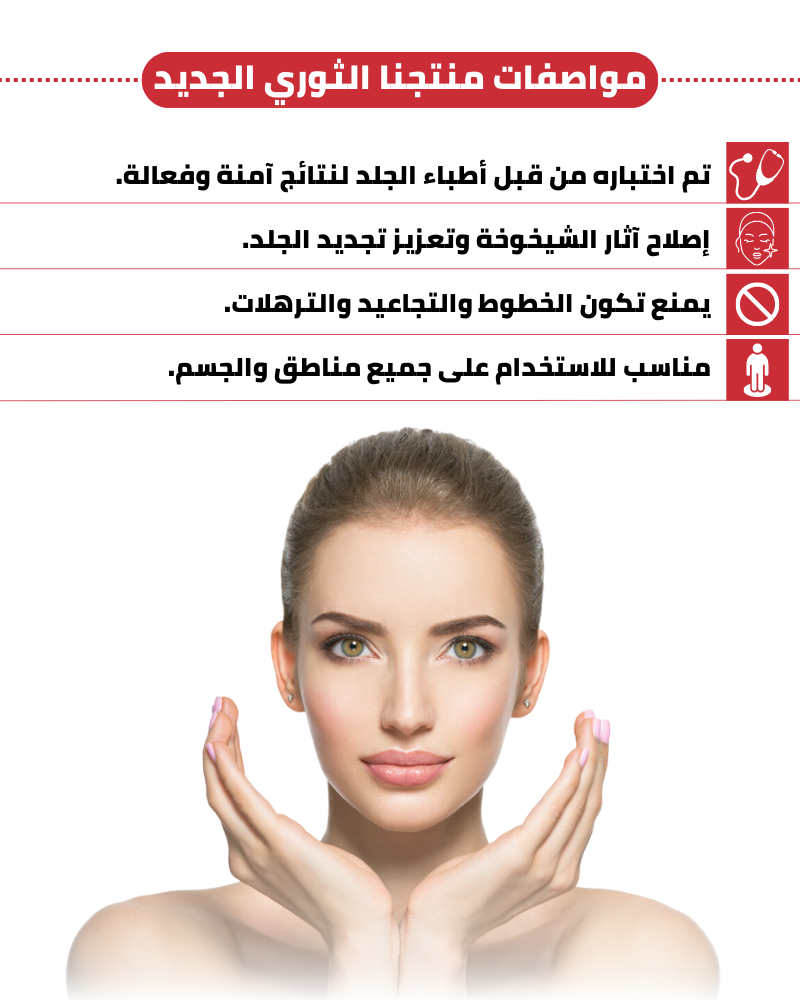 مواصفات منتجنا الثوري الجديد
تم اختباره من قبل أطباء الجلد لنتائج آمنة وفعالة.
إصلاح آثار الشيخوخة وتعزيز تجديد الجلد.
يمنع تكون الخطوط والتجاعيد والترهلات.
مناسب للاستخدام على جميع مناطق والجسم.